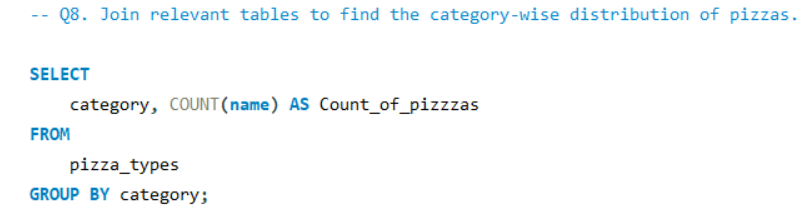 -- Q8. Join relevant tables to find the category-wise distribution of pizzas.
SELECT
category, COUNT(name) AS Count_of_pizzzas
FROM
pizza_types
GROUP BY category;